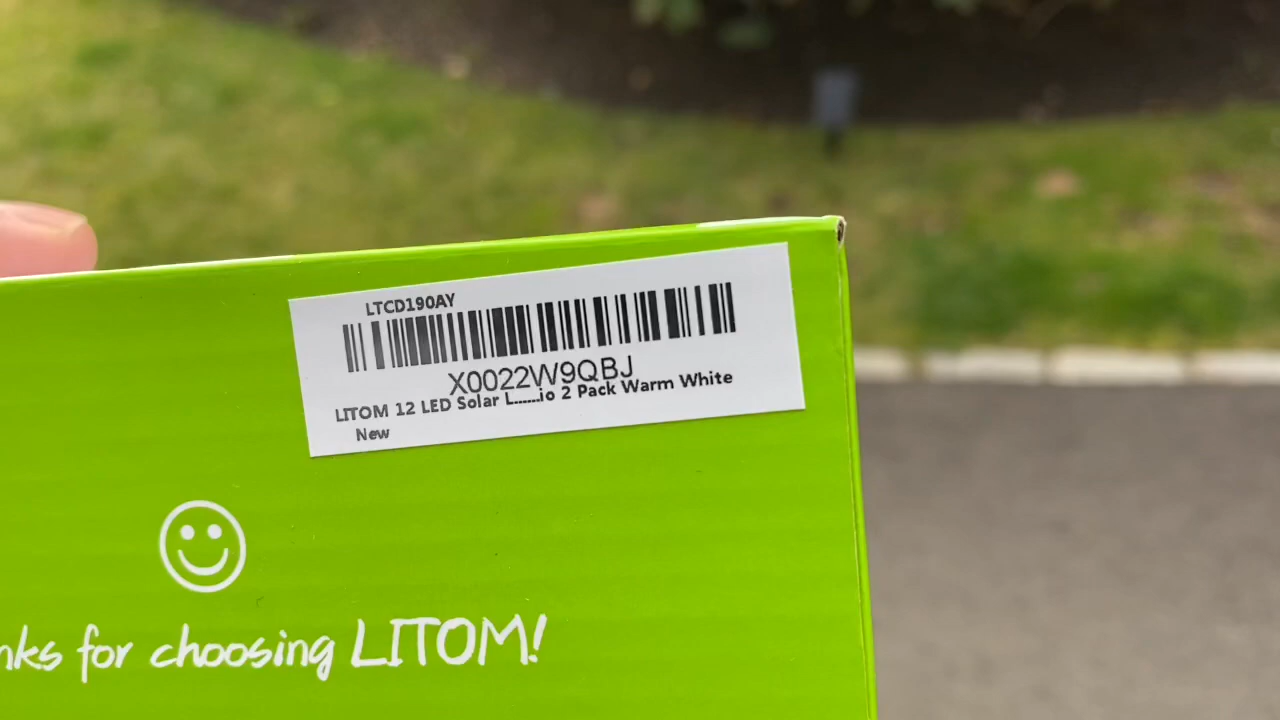 LTCD190AY
X0022W9QBJ
LITOM 12 LED Solar L......io 2 Pack Warm White
New
nks for choosing LITOM!